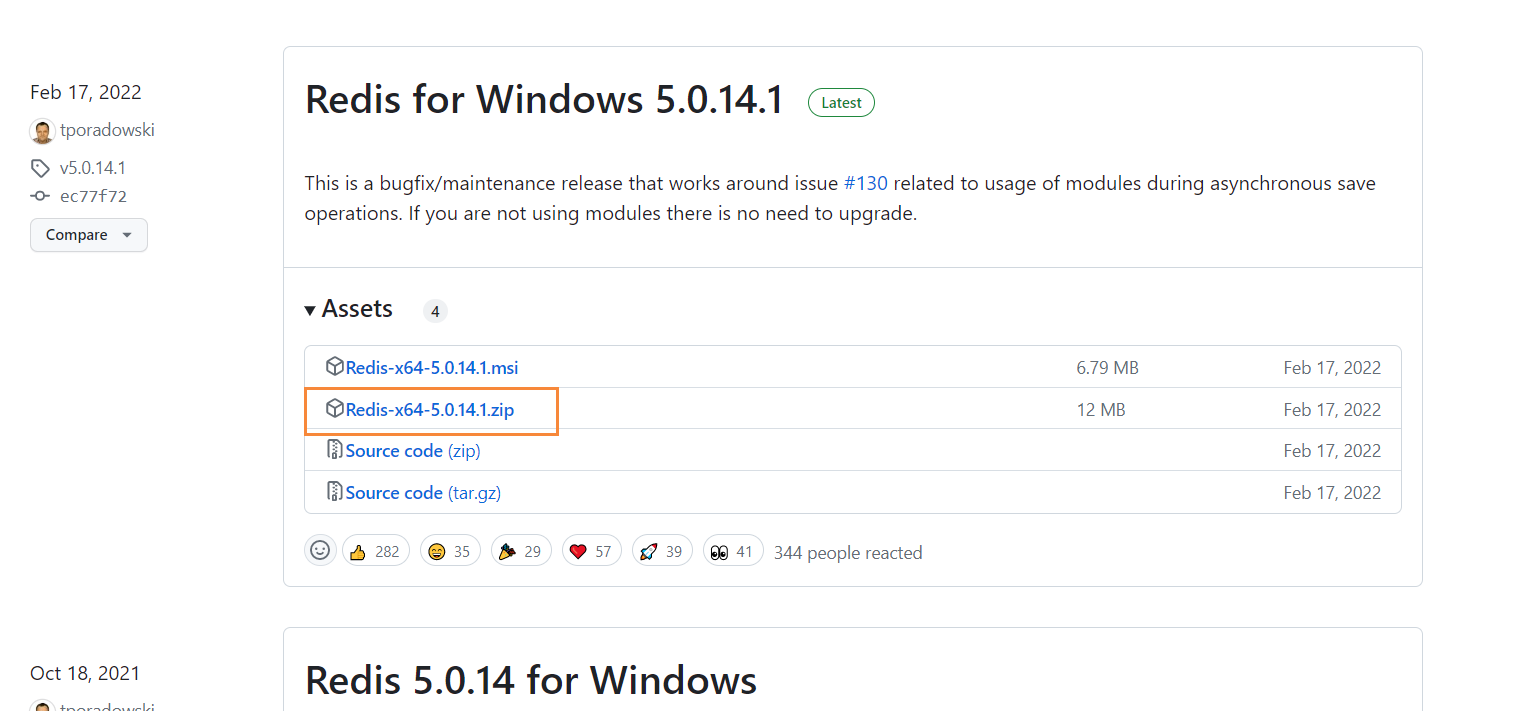 Feb 17, 2022
tporadowski
v5.0.14.1
ec77f72
Compare
Redis for Windows 5.0.14.1 Latest
This is a bugfix/maintenance release that works around issue #130 related to usage of modules during asynchronous save
operations. If you are not using modules there is no need to upgrade.
Assets 4
Redis-x64-5.0.14.1.msi 6.79 MB Feb 17, 2022
Redis-x64-5.0.14.1.zip 12 MB Feb 17, 2022
Source code (zip) Feb 17, 2022
Source code (tar.gz) Feb 17, 2022
282 35 29 57 39 41 344 people reacted
Oct 18, 2021
tporadowski
Redis 5.0.14 for Windows